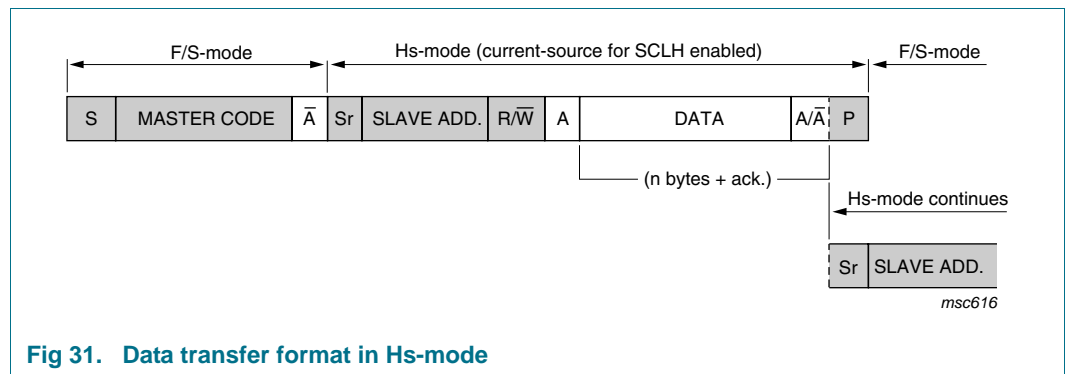 F/S-mode Hs-mode (current-source for SCLH enabled) F/S-mode
S MASTER CODE A̅ Sr SLAVE ADD. R/W̅ A DATA A/A̅ P
(n bytes + ack.)
Hs-mode continues
Sr SLAVE ADD.
msc616
Fig 31. Data transfer format in Hs-mode